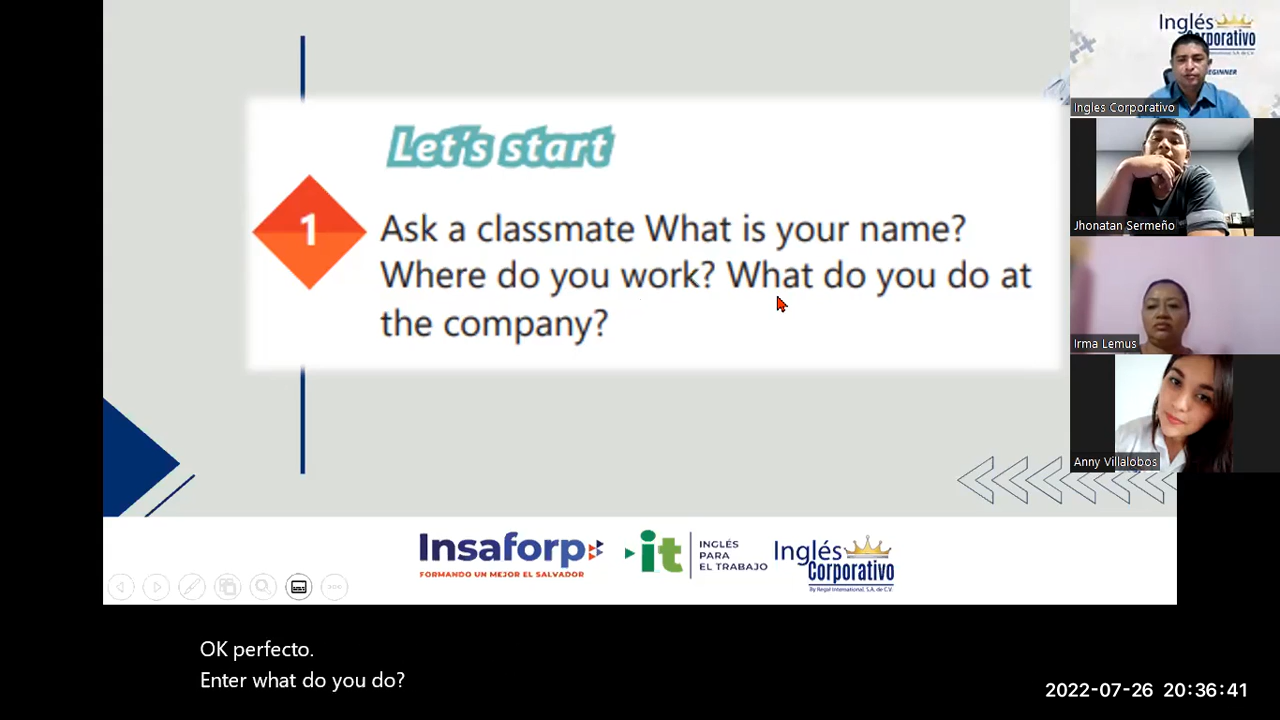 Let's start
1
Ask a classmate What is your name?
Where do you work? What do you do at
the company?
Insaforp
FORMANDO UN MEJOR EL SALVADOR
it
INGLÉS
PARA
EL TRABAJO
Inglés
Corporativo
By Regal International, S.A. de C.V.
Inglés
Corporativo
Ingles Corporativo
Jhonatan Sermeño
Irma Lemus
Anny Villalobos
OK perfecto.
Enter what do you do?
2022-07-26 20:36:41